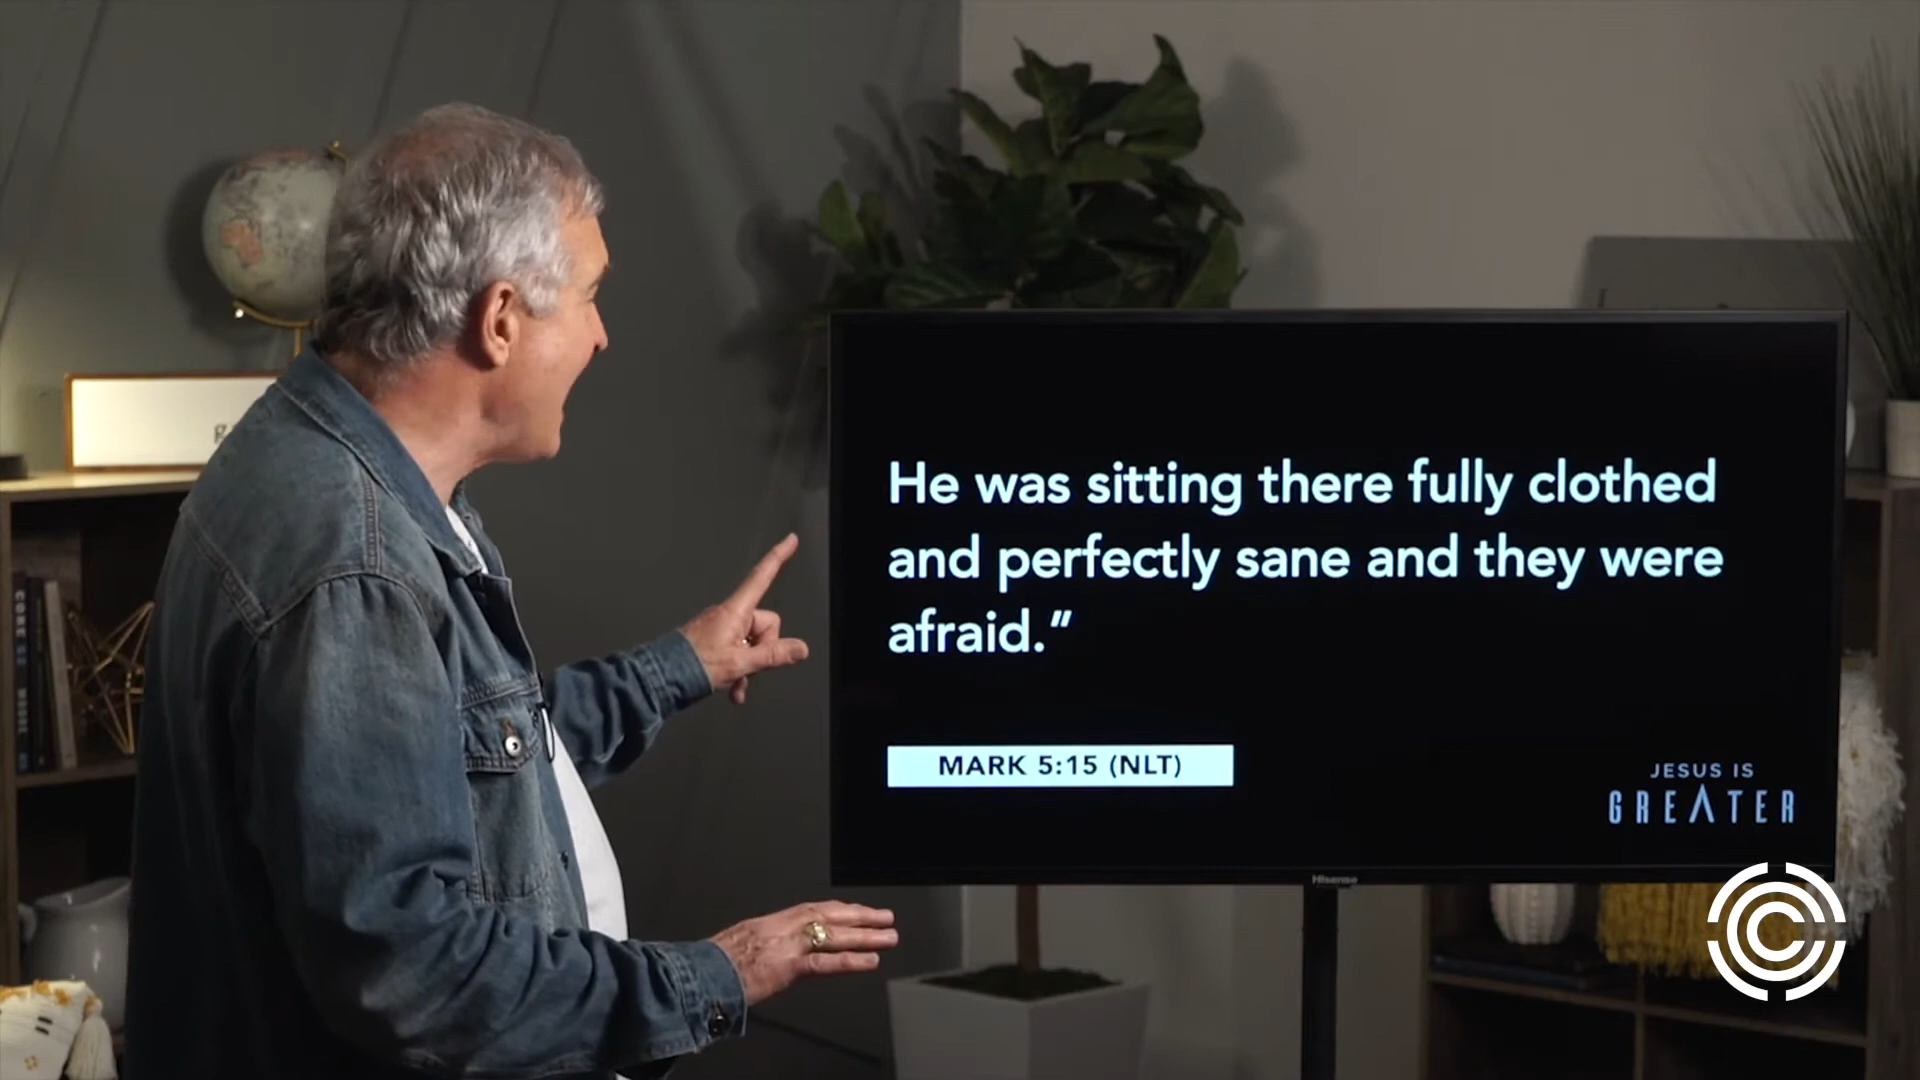 He was sitting there fully clothed
and perfectly sane and they were
afraid.”
MARK 5:15 (NLT)
JESUS IS
GREATER
Hisense